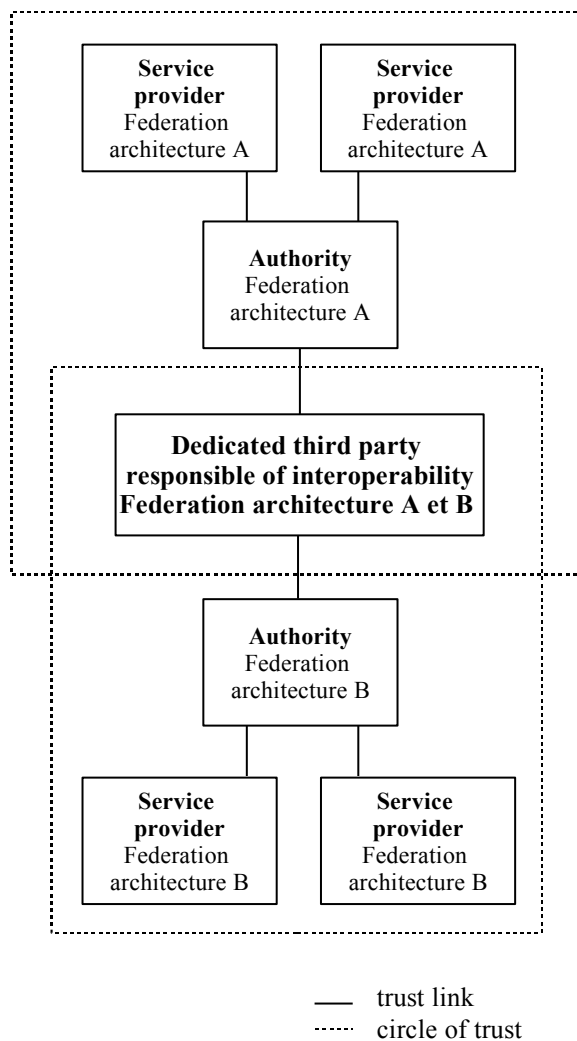 Service
provider
Federation
architecture A
Service
provider
Federation
architecture A
Authority
Federation
architecture A
Dedicated third party
responsible of interoperability
Federation architecture A et B
Authority
Federation
architecture B
Service
provider
Federation
architecture B
Service
provider
Federation
architecture B
trust link
circle of trust